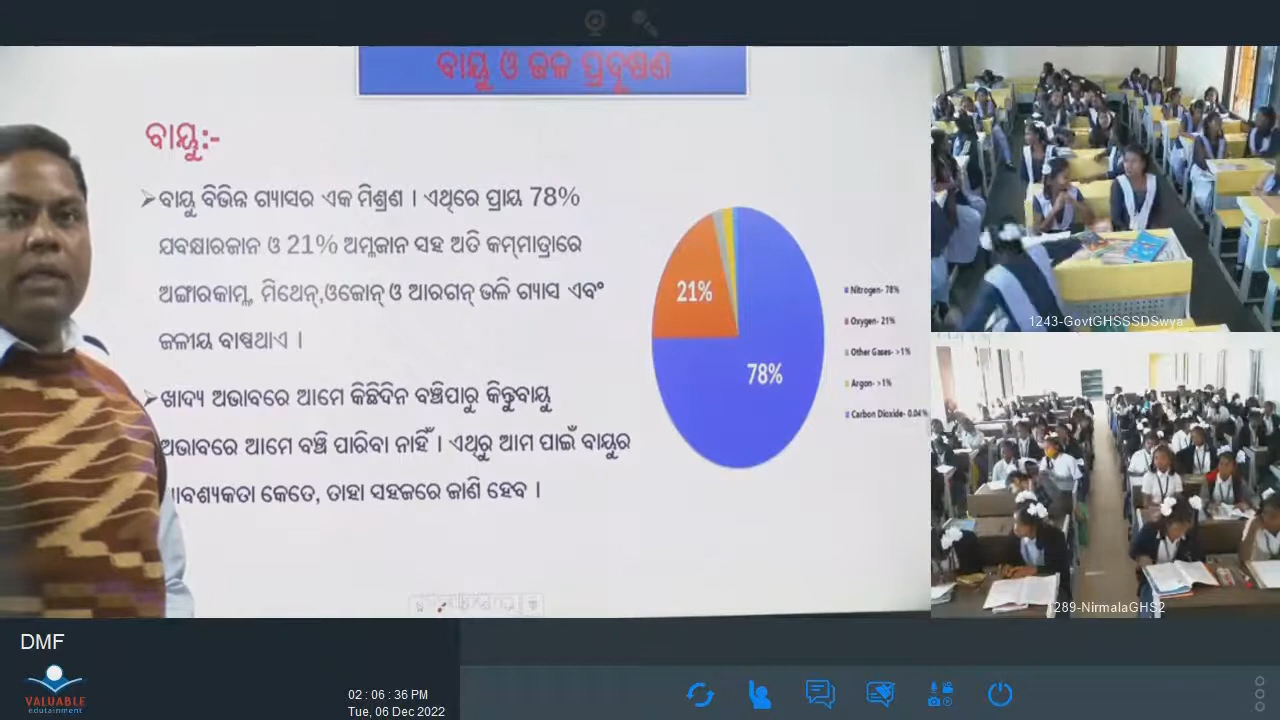 ବାୟୁ ଓ ଜଳ ପ୍ରଦୂଷଣ
ବାୟୁ:-
➢ବାୟୁ ବିଭିନ୍ନ ଗ୍ୟାସର ଏକ ମିଶ୍ରଣ । ଏଥିରେ ପ୍ରାୟ 78%
ଯବକ୍ଷାରଜାନ ଓ 21% ଅମ୍ଳଜାନ ସହ ଅତି କମ୍‌ମାତ୍ରାରେ
ଅଙ୍ଗାରକାମ୍ଳ, ମିଥେନ୍,ଓଜୋନ୍ ଓ ଆରଗନ୍ ଭଳି ଗ୍ୟାସ ଏବଂ
ଜଳୀୟ ବାଷ୍ପଥାଏ ।
➢ଖାଦ୍ୟ ଅଭାବରେ ଆମେ କିଛିଦିନ ବଞ୍ଚିପାରୁ କିନ୍ତୁବାୟୁ
ଅଭାବରେ ଆମେ ବଞ୍ଚି ପାରିବା ନାହିଁ । ଏଥିରୁ ଆମ ପାଇଁ ବାୟୁର
କେତେ, ତାହା ସହଜରେ ଜାଣି ହେବ ।
21%
78%
Nitrogen- 78%
Oxygen- 21%
Other Gases- >1%
Argon- >1%
Carbon Dioxide- 0.04%
1243-GovtGHSSSDSwya
1289-NirmalaGHS2
DMF
VALUABLE
edutainment
02 : 06 : 36 PM
Tue, 06 Dec 2022